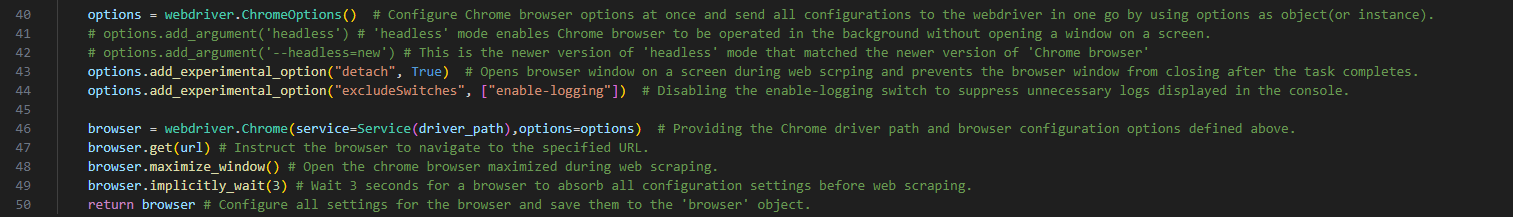 40 options = webdriver.ChromeOptions()  # Configure Chrome browser options at once and send all configurations to the webdriver in one go by using options as object(or instance).
41 # options.add_argument('headless') # 'headless' mode enables Chrome browser to be operated in the background without opening a window on a screen.
42 # options.add_argument('--headless=new') # This is the newer version of 'headless' mode that matched the newer version of 'Chrome browser'
43 options.add_experimental_option("detach", True)  # Opens browser window on a screen during web scrping and prevents the browser window from closing after the task completes.
44 options.add_experimental_option("excludeSwitches", ["enable-logging"])  # Disabling the enable-logging switch to suppress unnecessary logs displayed in the console.
45
46 browser = webdriver.Chrome(service=Service(driver_path),options=options)  # Providing the Chrome driver path and browser configuration options defined above.
47 browser.get(url) # Instruct the browser to navigate to the specified URL.
48 browser.maximize_window() # Open the chrome browser maximized during web scraping.
49 browser.implicitly_wait(3) # Wait 3 seconds for a browser to absorb all configuration settings before web scraping.
50 return browser # Configure all settings for the browser and save them to the 'browser' object.